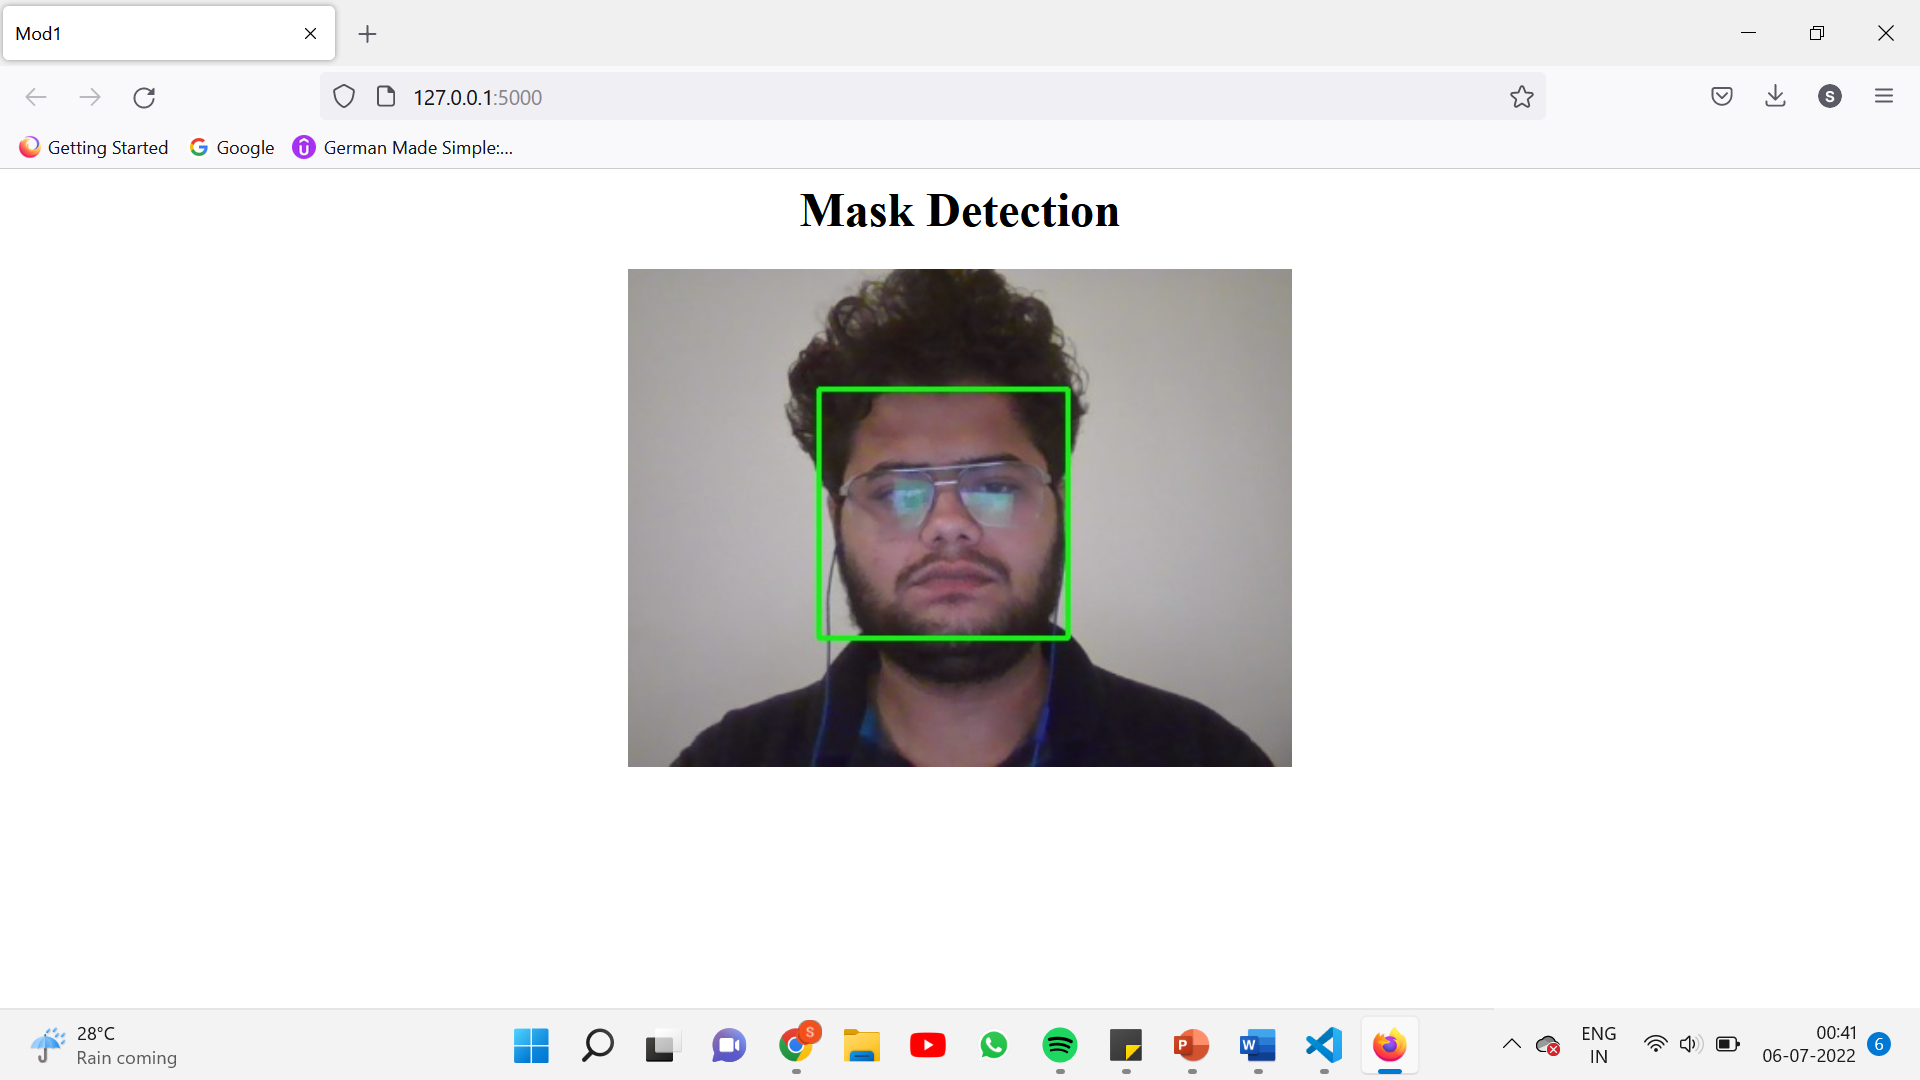 Mod1
127.0.0.1:5000
S
Getting Started
Google
German Made Simple:...
Mask Detection
28°C
Rain coming
S
P
W
ENG
IN
00:41
06-07-2022
6